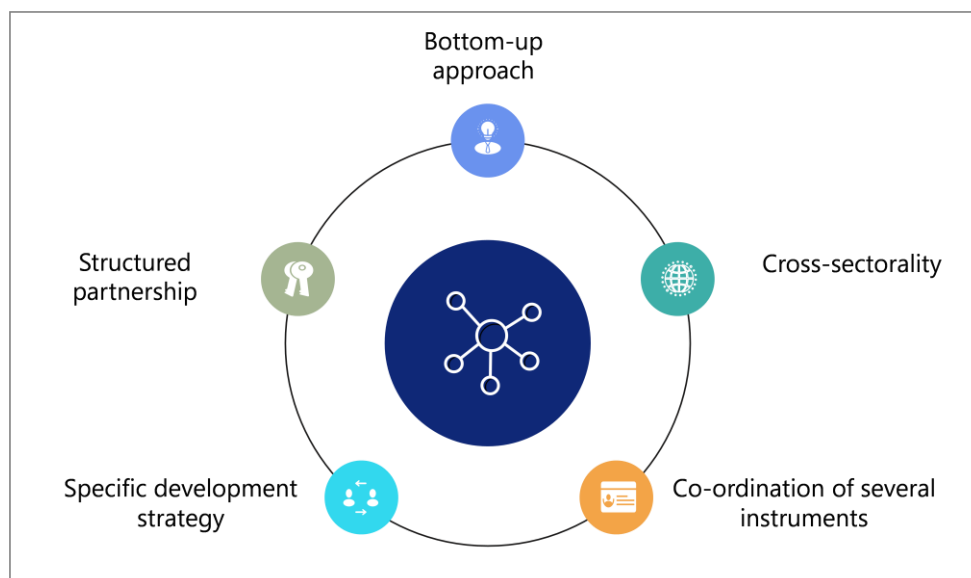 Bottom-up
approach
Structured
partnership
Cross-sectorality
Specific development
strategy
Co-ordination of several
instruments